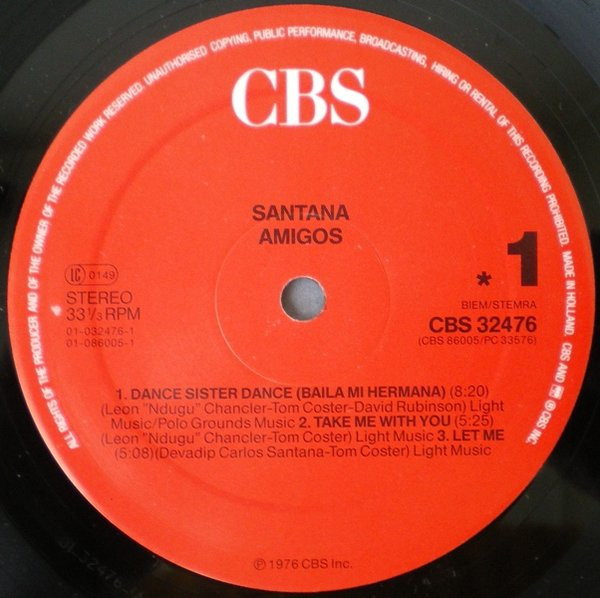 ALL RIGHTS OF THE PRODUCER AND OF THE OWNER OF THE RECORDED WORK RESERVED. UNAUTHORISED COPYING, PUBLIC PERFORMANCE, BROADCASTING, HIRING OR RENTAL OF THIS RECORDING PROHIBITED. MADE IN HOLLAND. CBS AND ARE ® CBS INC.
CBS
SANTANA
AMIGOS
LC 0149
STEREO
33⅓ RPM
01-032476-1
01-086005-1
* 1
BIEM/STEMRA
CBS 32476
(CBS 86005/PC 33576)
1. DANCE SISTER DANCE (BAILA MI HERMANA) (8:20)
(Leon "Ndugu" Chancler-Tom Coster-David Rubinson) Light
Music/Polo Grounds Music 2. TAKE ME WITH YOU (5:25)
(Leon "Ndugu" Chancler-Tom Coster) Light Music 3. LET ME
(5:08)(Devadip Carlos Santana-Tom Coster) Light Music
℗ 1976 CBS Inc.